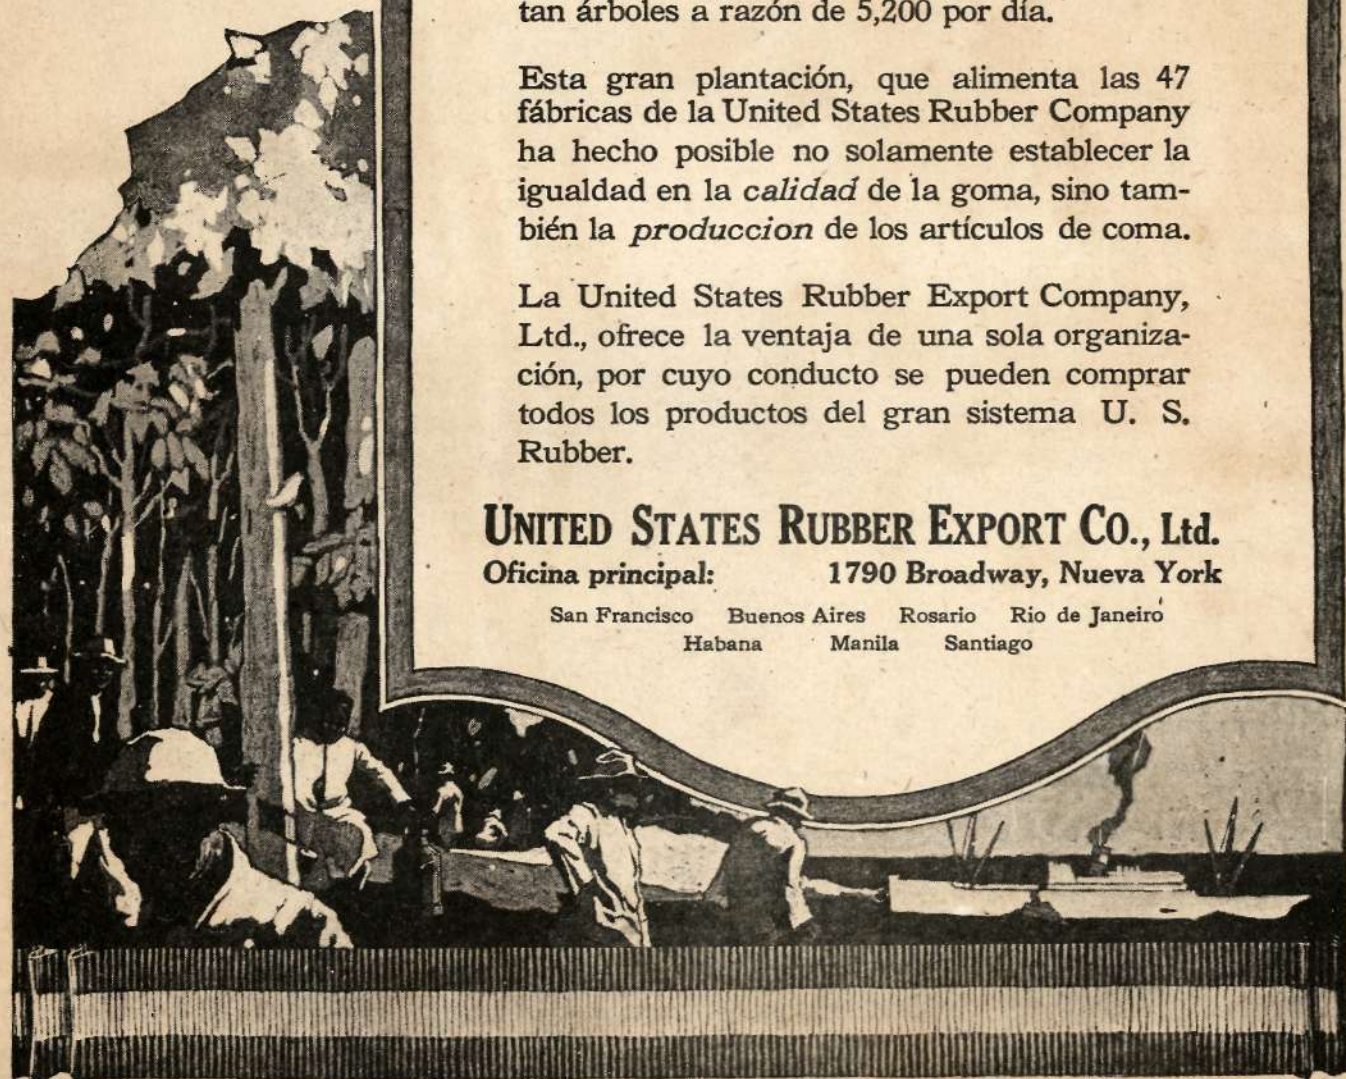 tan árboles a razón de 5,200 por día.
Esta gran plantación, que alimenta las 47
fábricas de la United States Rubber Company
ha hecho posible no solamente establecer la
igualdad en la calidad de la goma, sino tam-
bién la produccion de los artículos de coma.
La United States Rubber Export Company,
Ltd., ofrece la ventaja de una sola organiza-
ción, por cuyo conducto se pueden comprar
todos los productos del gran sistema U. S.
Rubber.
UNITED STATES RUBBER EXPORT CO., Ltd.
Oficina principal: 1790 Broadway, Nueva York
San Francisco Buenos Aires Rosario Rio de Janeiro
Habana Manila Santiago